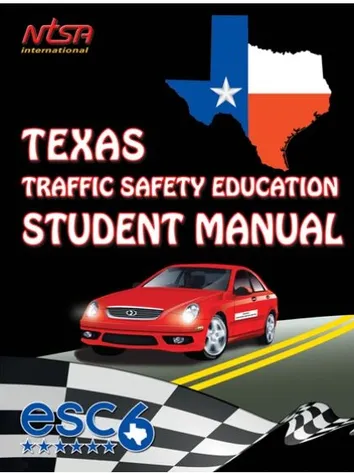 NTSA
international
TEXAS
TRAFFIC SAFETY EDUCATION
STUDENT MANUAL
esc6